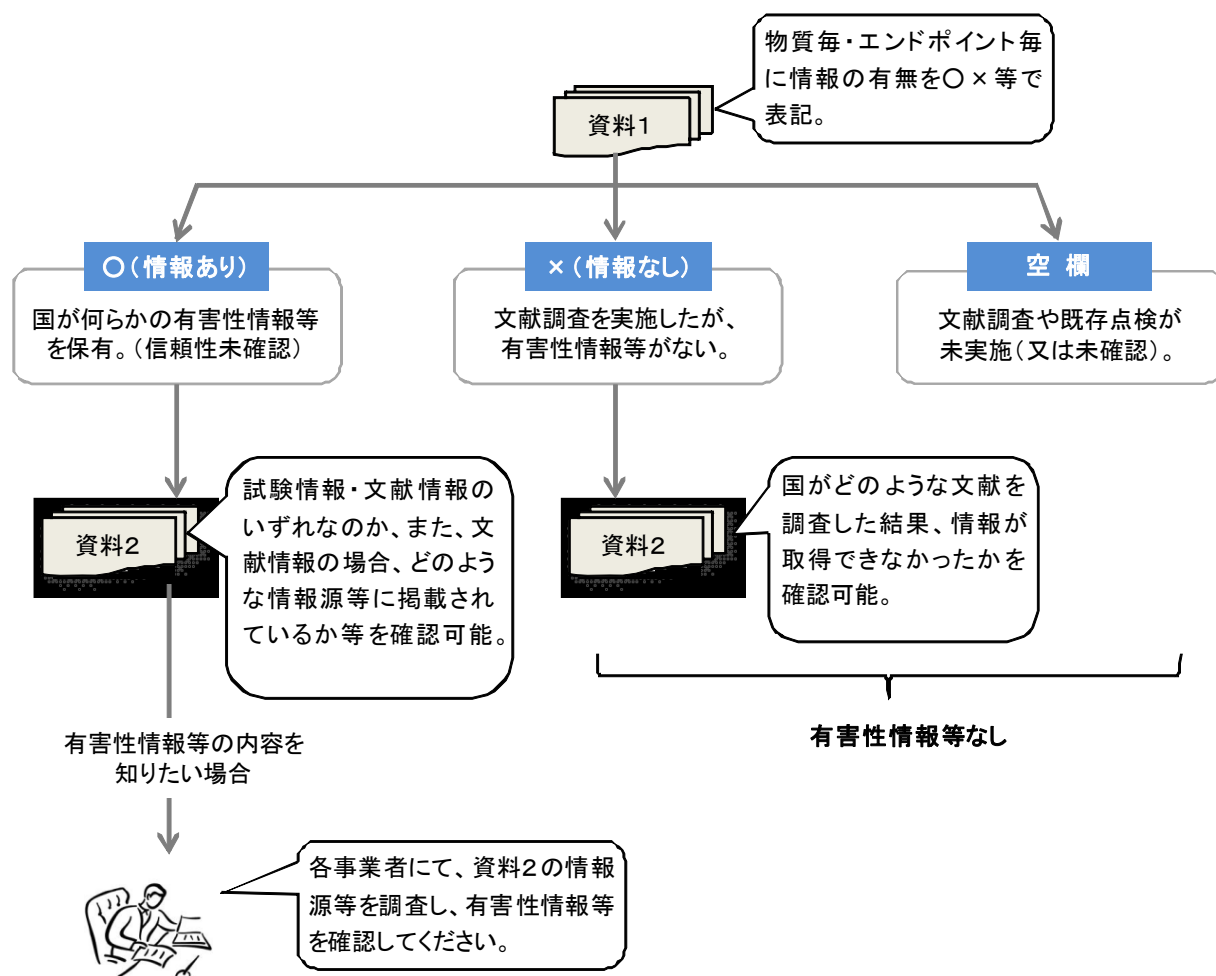 物質毎・エンドポイント毎
に情報の有無を○×等で
表記。
資料1
○(情報あり)
国が何らかの有害性情報等
を保有。(信頼性未確認)
×(情報なし)
文献調査を実施したが、
有害性情報等がない。
空 欄
文献調査や既存点検が
未実施(又は未確認)。
資料2
試験情報・文献情報の
いずれなのか、また、文
献情報の場合、どのよう
な情報源等に掲載され
ているか等を確認可能。
資料2
国がどのような文献を
調査した結果、情報が
取得できなかったかを
確認可能。
有害性情報等なし
有害性情報等の内容を
知りたい場合
各事業者にて、資料2の情報
源等を調査し、有害性情報等
を確認してください。